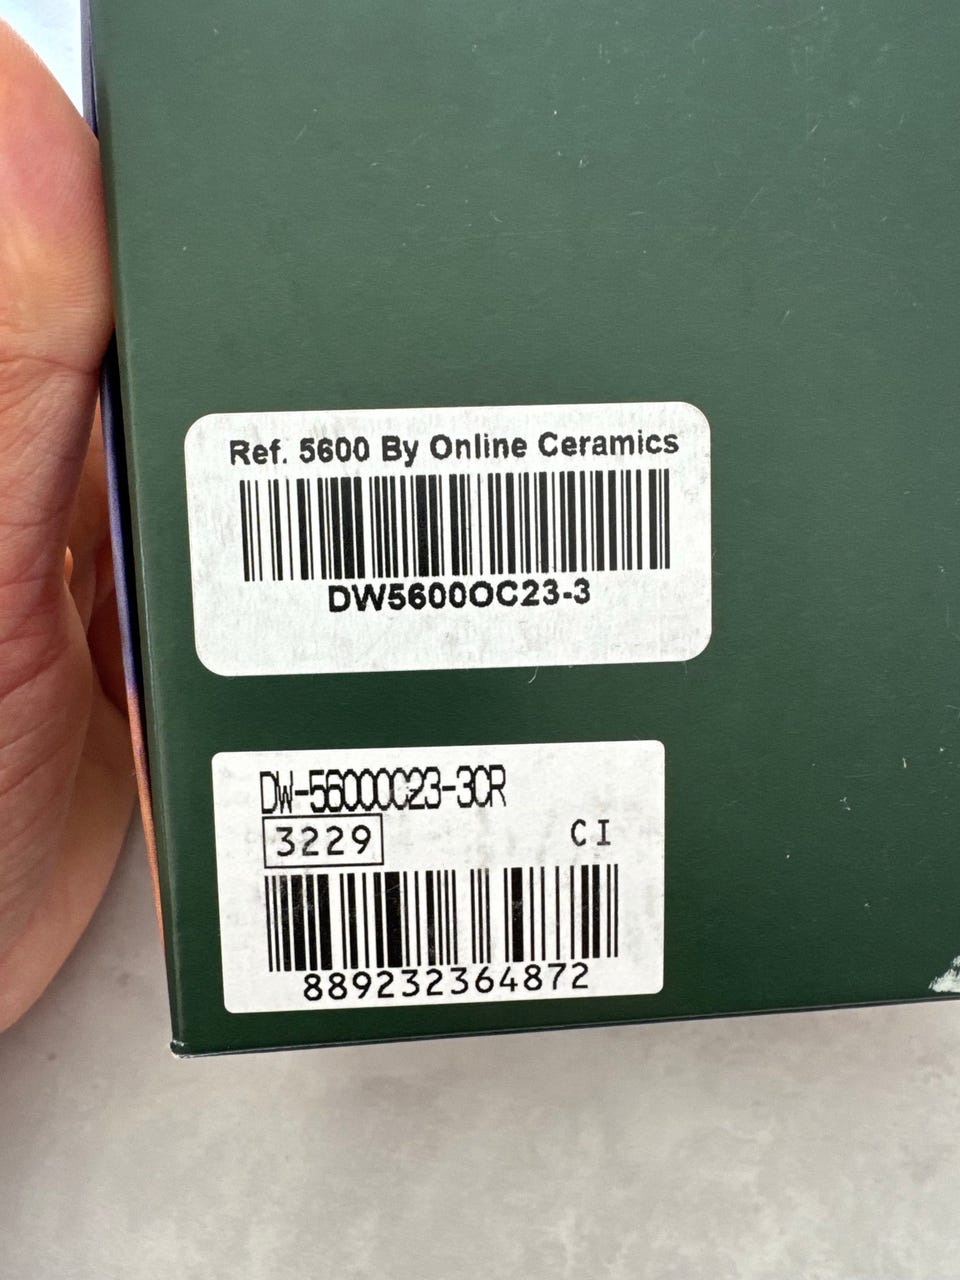 Ref. 5600 By Online Ceramics
DW5600OC23-3
DW-5600OC23-3CR
3229
CI
889232364872